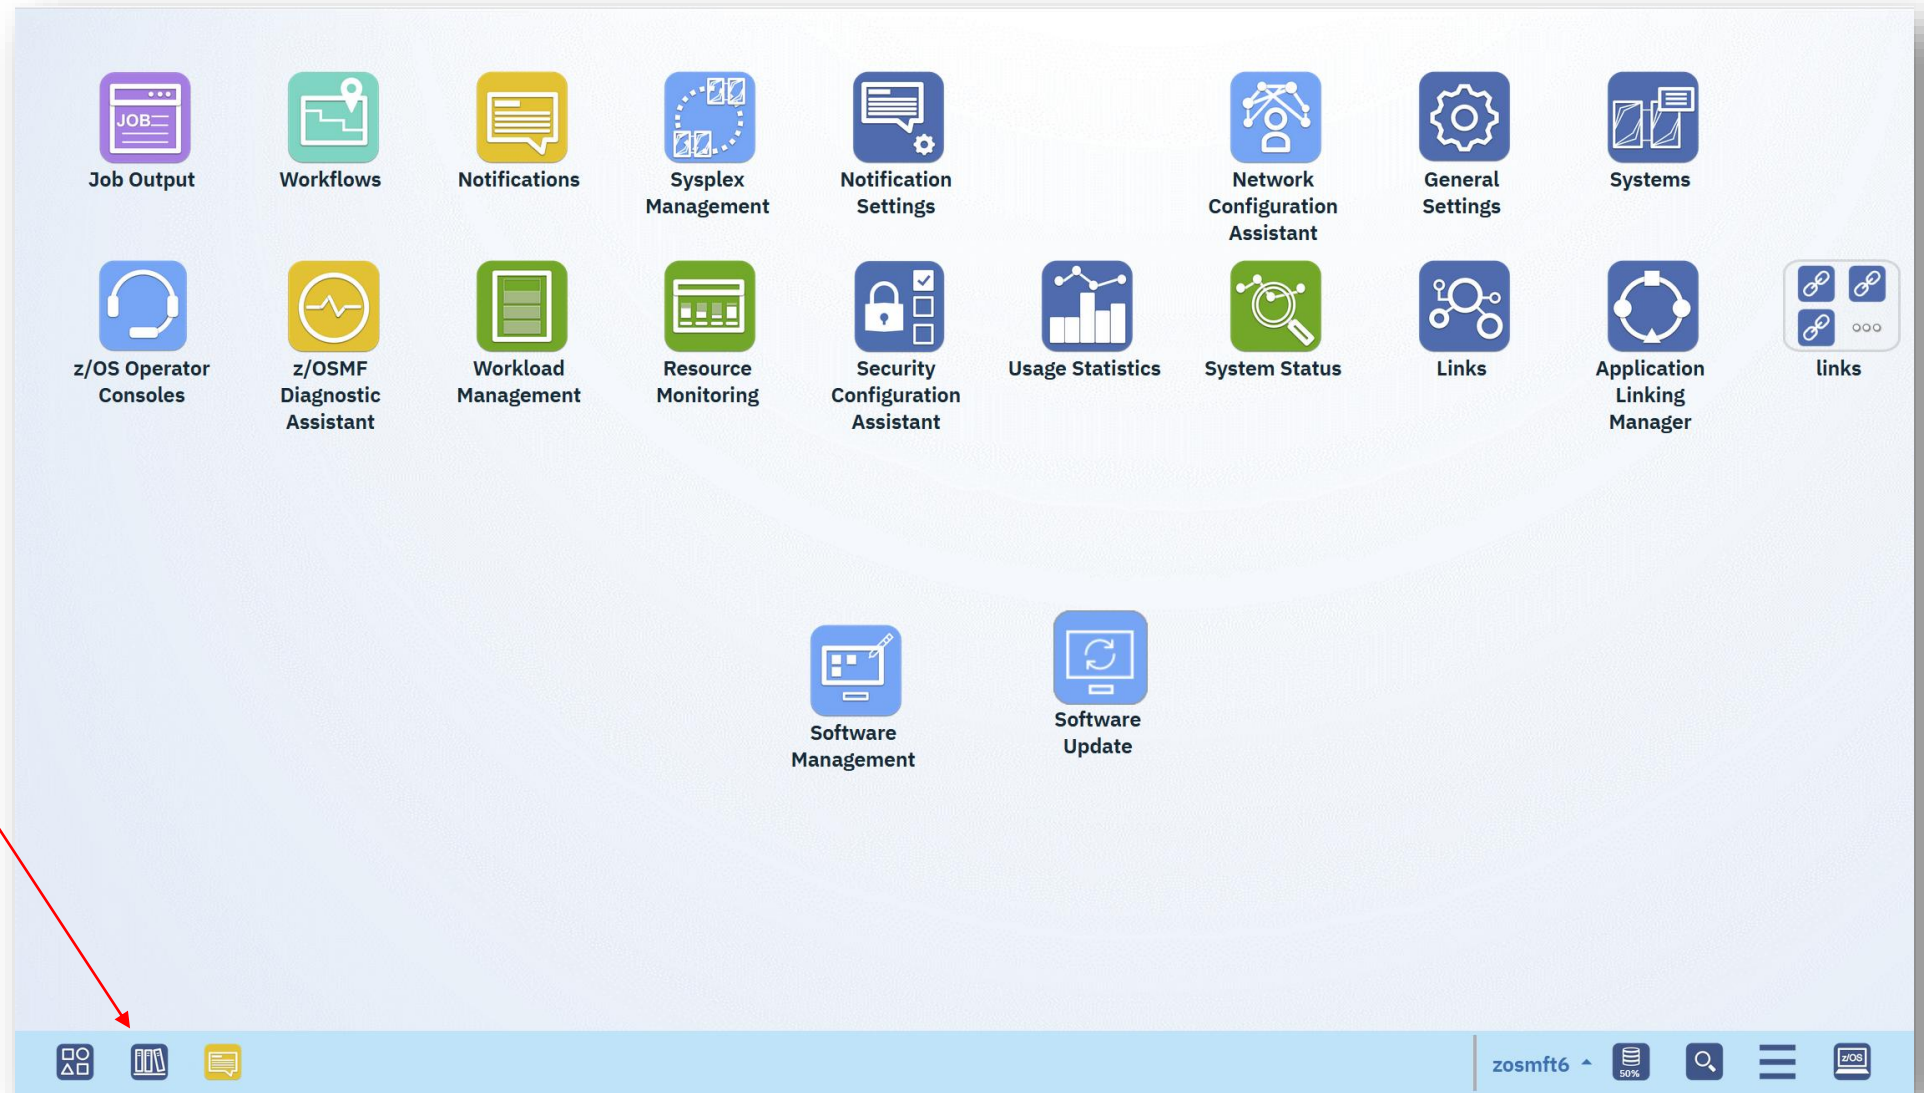 JOB
Job Output
Workflows
Notifications
Sysplex
Management
Notification
Settings
Network
Configuration
Assistant
General
Settings
Systems
z/OS Operator
Consoles
z/OSMF
Diagnostic
Assistant
Workload
Management
Resource
Monitoring
Security
Configuration
Assistant
Usage Statistics
System Status
Links
Application
Linking
Manager
links
Software
Management
Software
Update
zosmft6
50%
z/OS